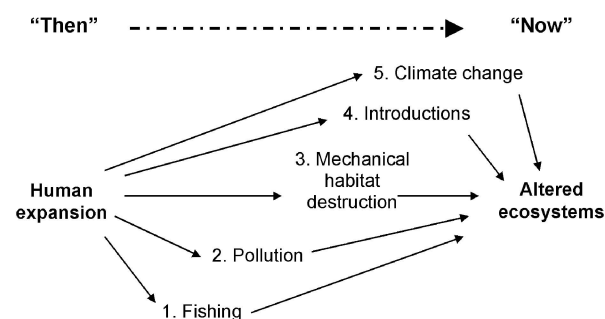 “Then”
“Now”
5. Climate change
4. Introductions
3. Mechanical
habitat
destruction
Human
expansion
Altered
ecosystems
2. Pollution
1. Fishing